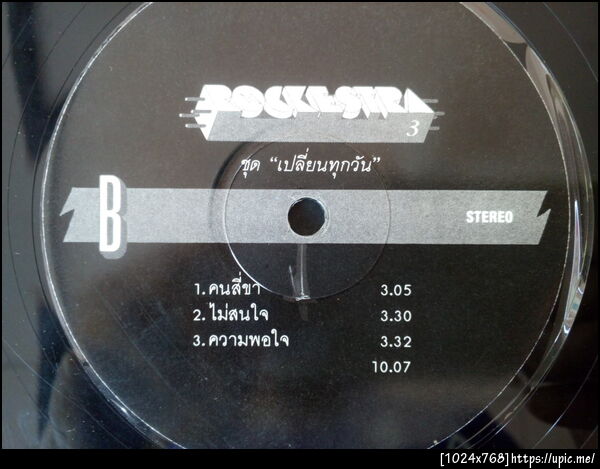 ROCKESTRA
3
ชุด “เปลี่ยนทุกวัน”
B
STEREO
1. คนสี่ขา 3.05
2. ไม่สนใจ 3.30
3. ความพอใจ 3.32
10.07
[1024x768]https://upic.me/